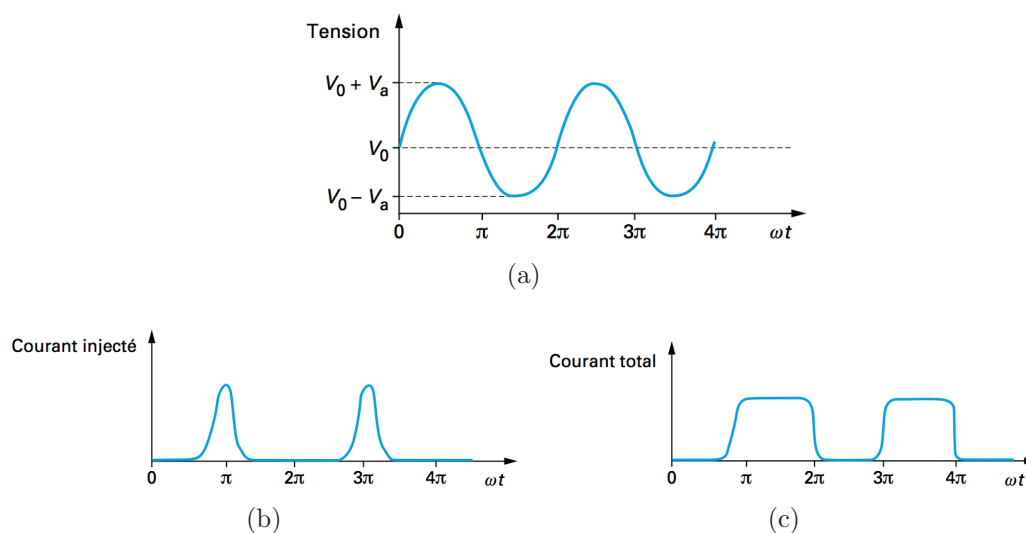 Tension
V₀ + Vₐ
V₀
V₀ − Vₐ
0 π 2π 3π 4π ωt
(a)
Courant injecté
0 π 2π 3π 4π ωt
(b)
Courant total
0 π 2π 3π 4π ωt
(c)